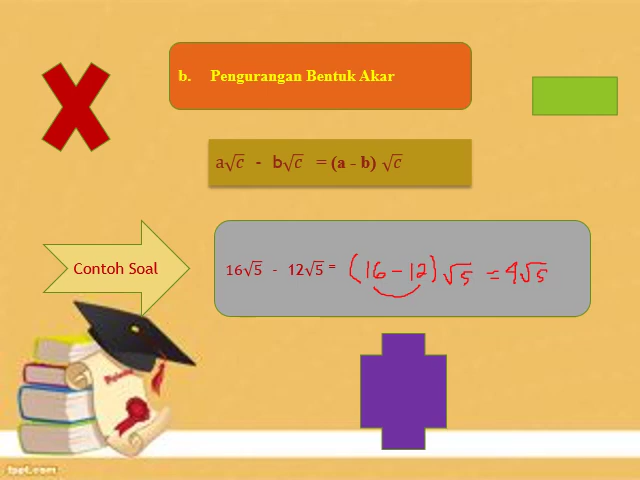 b. Pengurangan Bentuk Akar
a√c - b√c = (a - b) √c
Contoh Soal
16√5 - 12√5 = (16 – 12) √5 = 4√5
fppt.com